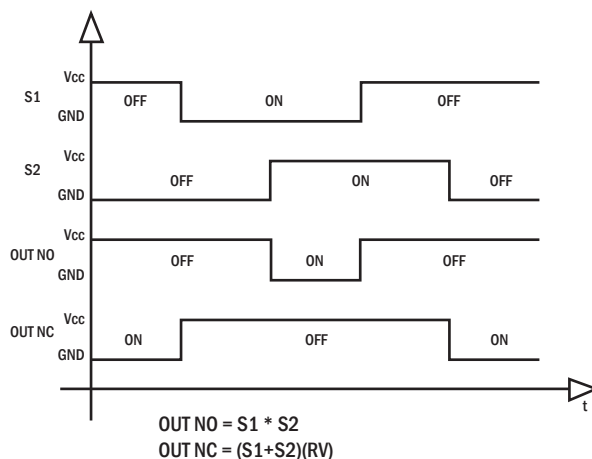 Vcc
S1
OFF ON OFF
GND
Vcc
S2
OFF ON OFF
GND
Vcc
OUT NO
OFF ON OFF
GND
Vcc
OUT NC
ON OFF ON
GND
t
OUT NO = S1 * S2
OUT NC = (S1+S2)(RV)